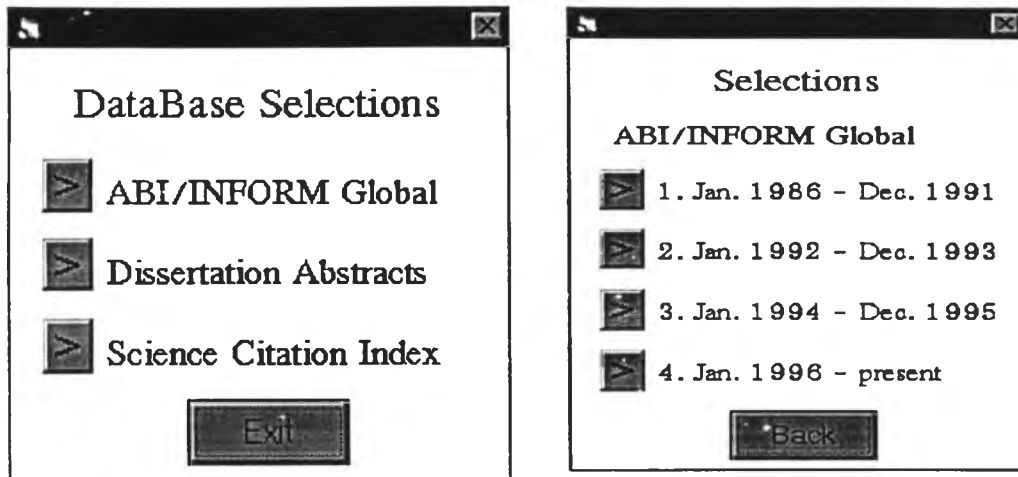 DataBase Selections
> ABI/INFORM Global
> Dissertation Abstracts
> Science Citation Index
Exit
Selections
ABI/INFORM Global
> 1. Jan. 1986 - Dec. 1991
> 2. Jan. 1992 - Dec. 1993
> 3. Jan. 1994 - Dec. 1995
> 4. Jan. 1996 - present
Back